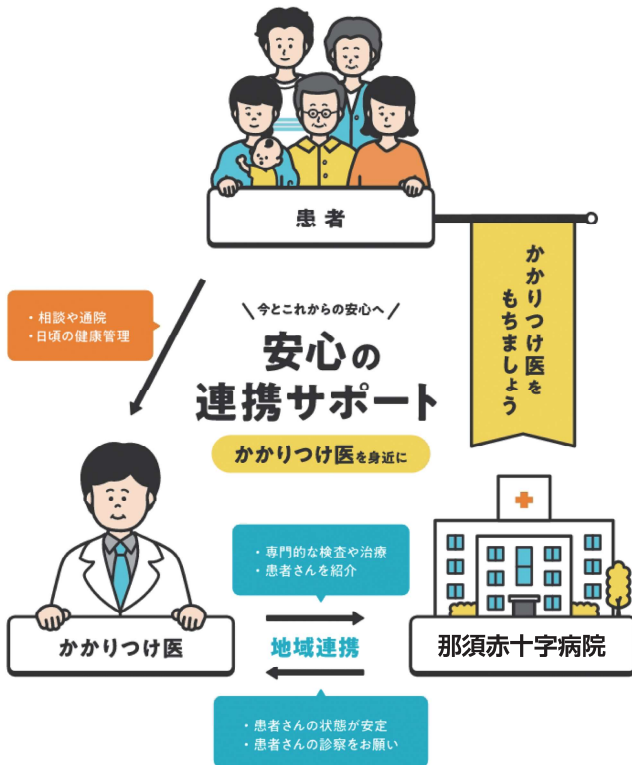 患者
かかりつけ医を
もちましょう
・相談や通院
・日頃の健康管理
今とこれからの安心へ
安心の
連携サポート
かかりつけ医を身近に
・専門的な検査や治療
・患者さんを紹介
かかりつけ医
地域連携
那須赤十字病院
・患者さんの状態が安定
・患者さんの診察をお願い